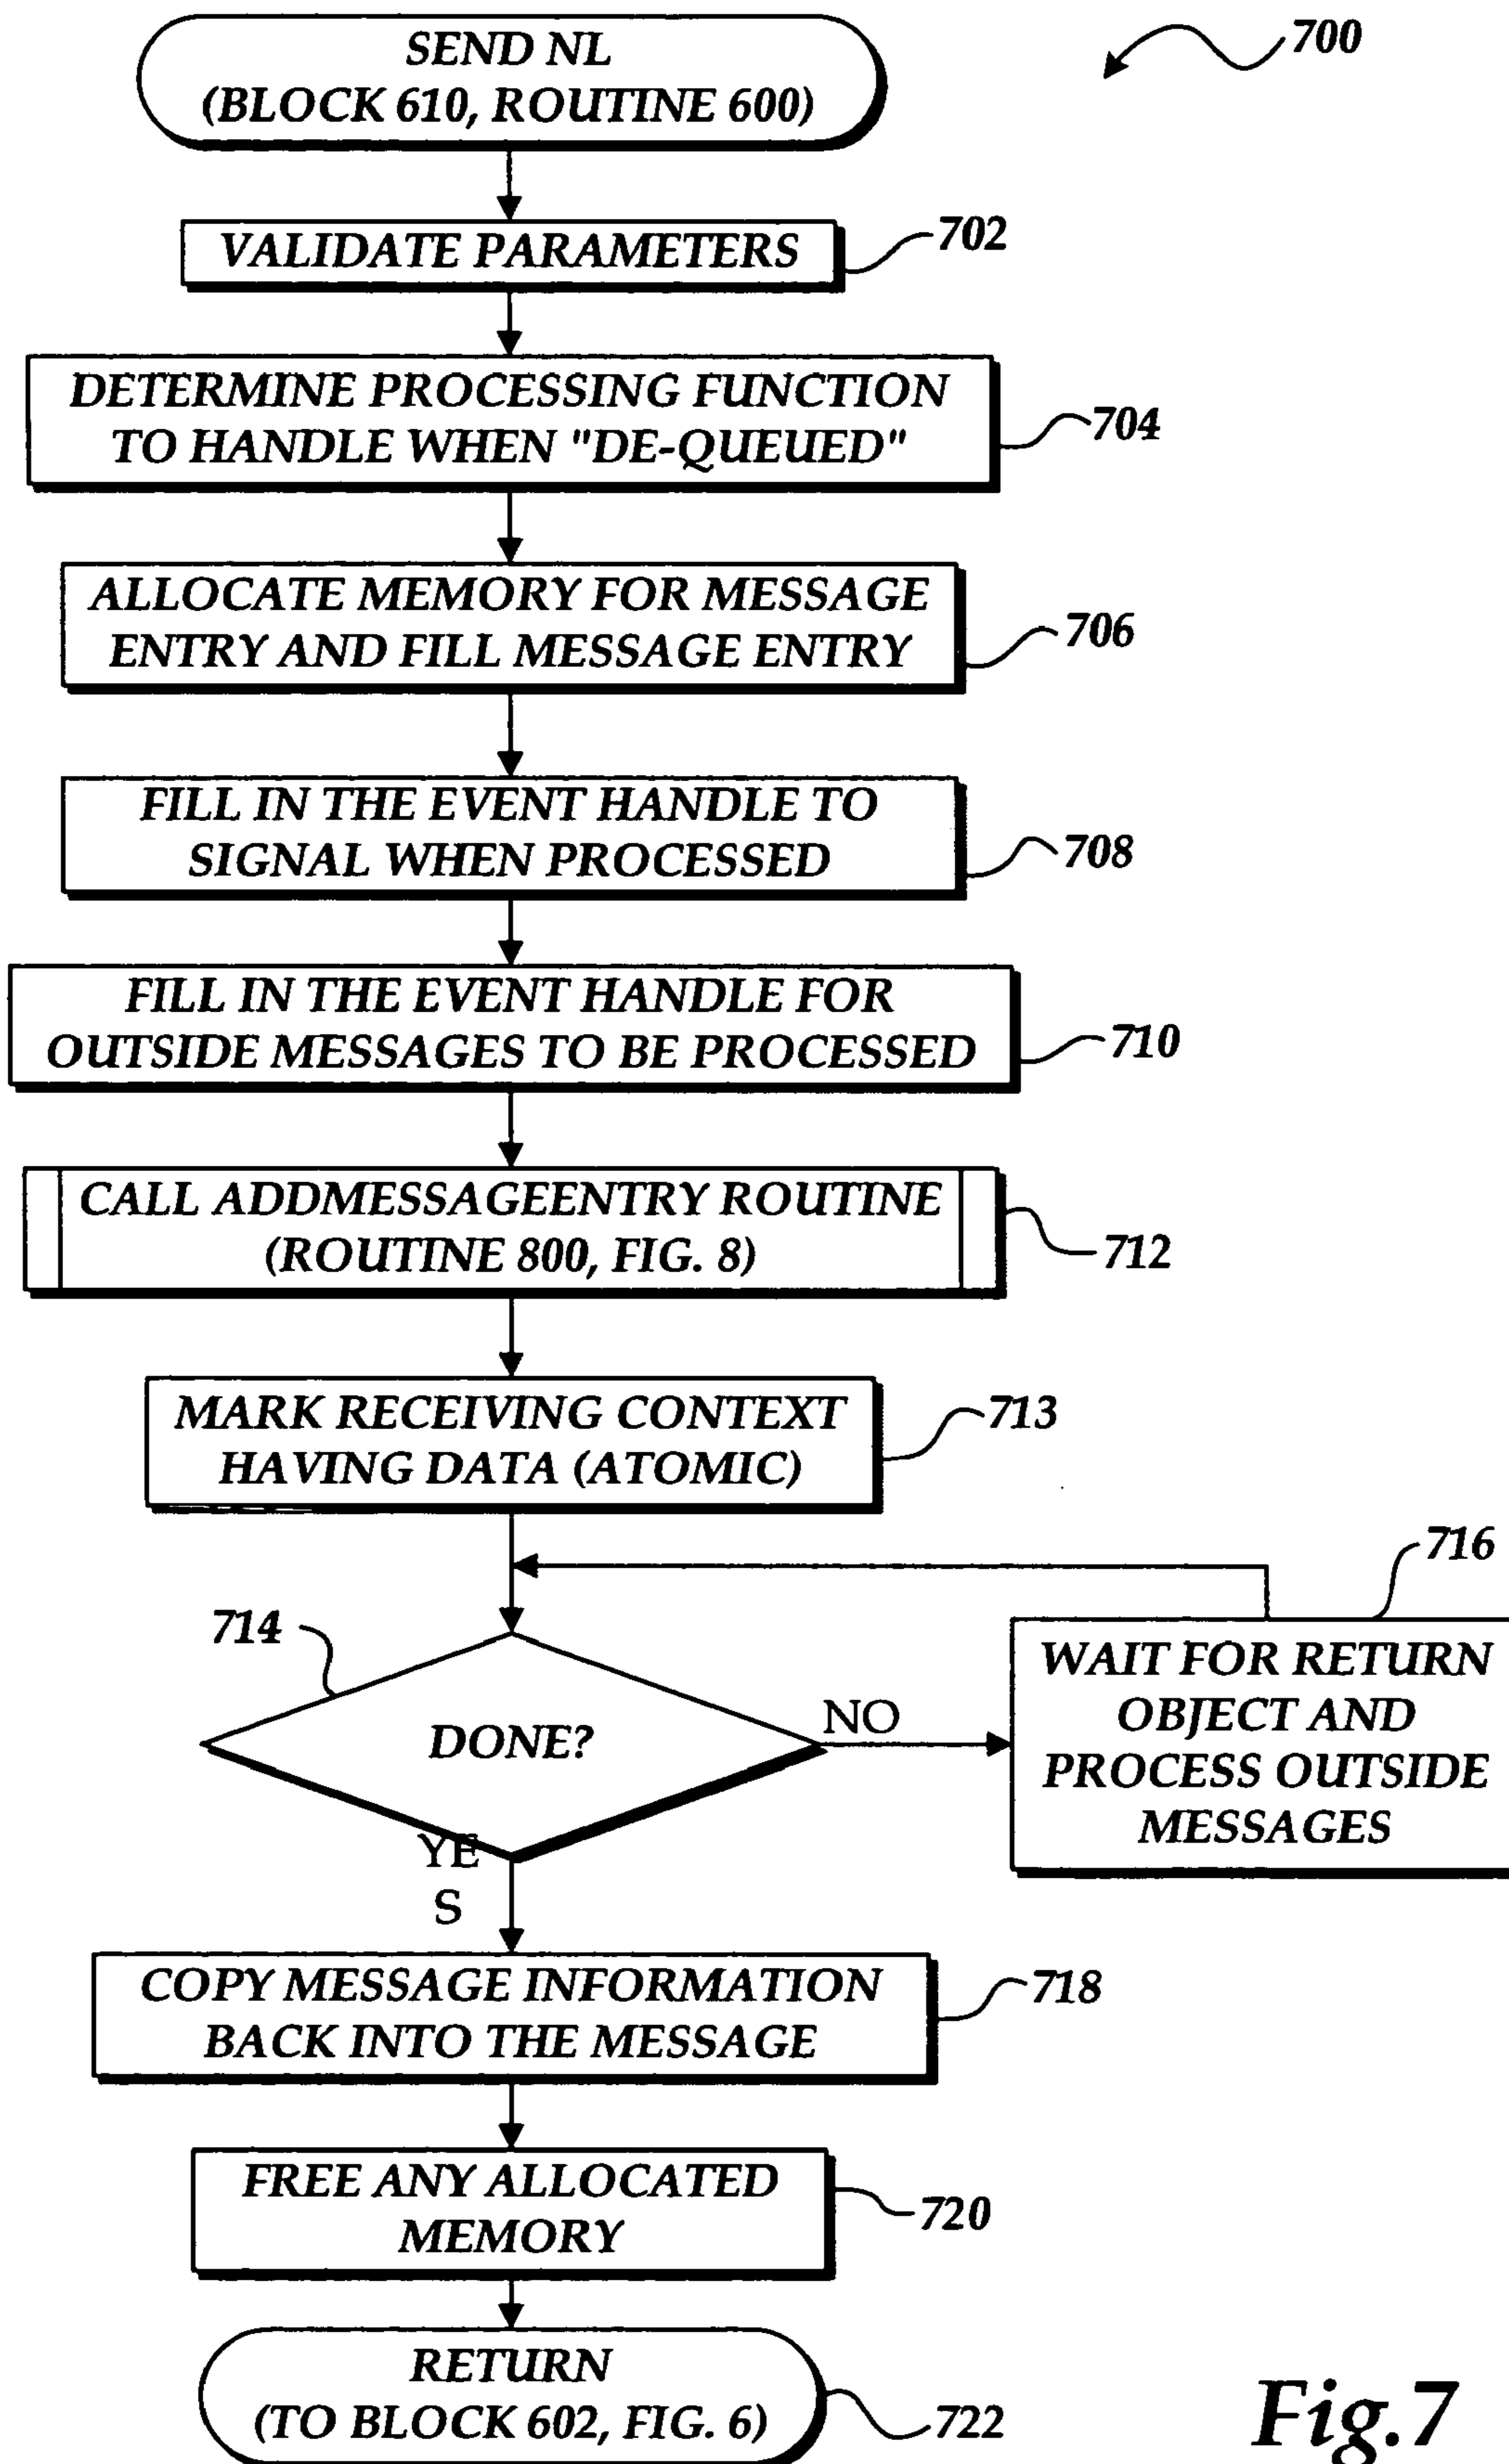 SEND NL
(BLOCK 610, ROUTINE 600)
700
VALIDATE PARAMETERS
702
DETERMINE PROCESSING FUNCTION
TO HANDLE WHEN "DE-QUEUED"
704
ALLOCATE MEMORY FOR MESSAGE
ENTRY AND FILL MESSAGE ENTRY
706
FILL IN THE EVENT HANDLE TO
SIGNAL WHEN PROCESSED
708
FILL IN THE EVENT HANDLE FOR
OUTSIDE MESSAGES TO BE PROCESSED
710
CALL ADDMESSAGEENTRY ROUTINE
(ROUTINE 800, FIG. 8)
712
MARK RECEIVING CONTEXT
HAVING DATA (ATOMIC)
713
714
DONE?
NO
716
WAIT FOR RETURN
OBJECT AND
PROCESS OUTSIDE
MESSAGES
YE
S
COPY MESSAGE INFORMATION
BACK INTO THE MESSAGE
718
FREE ANY ALLOCATED
MEMORY
720
RETURN
(TO BLOCK 602, FIG. 6)
722
Fig.7